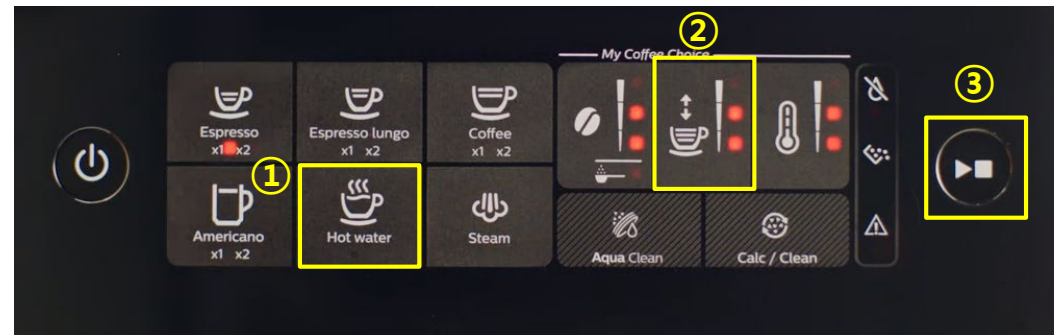 My Coffee Choice
②
③
Espresso
x1 x2
Espresso lungo
x1 x2
Coffee
x1 x2
①
Americano
x1 x2
Hot water
Steam
Aqua Clean
Calc / Clean